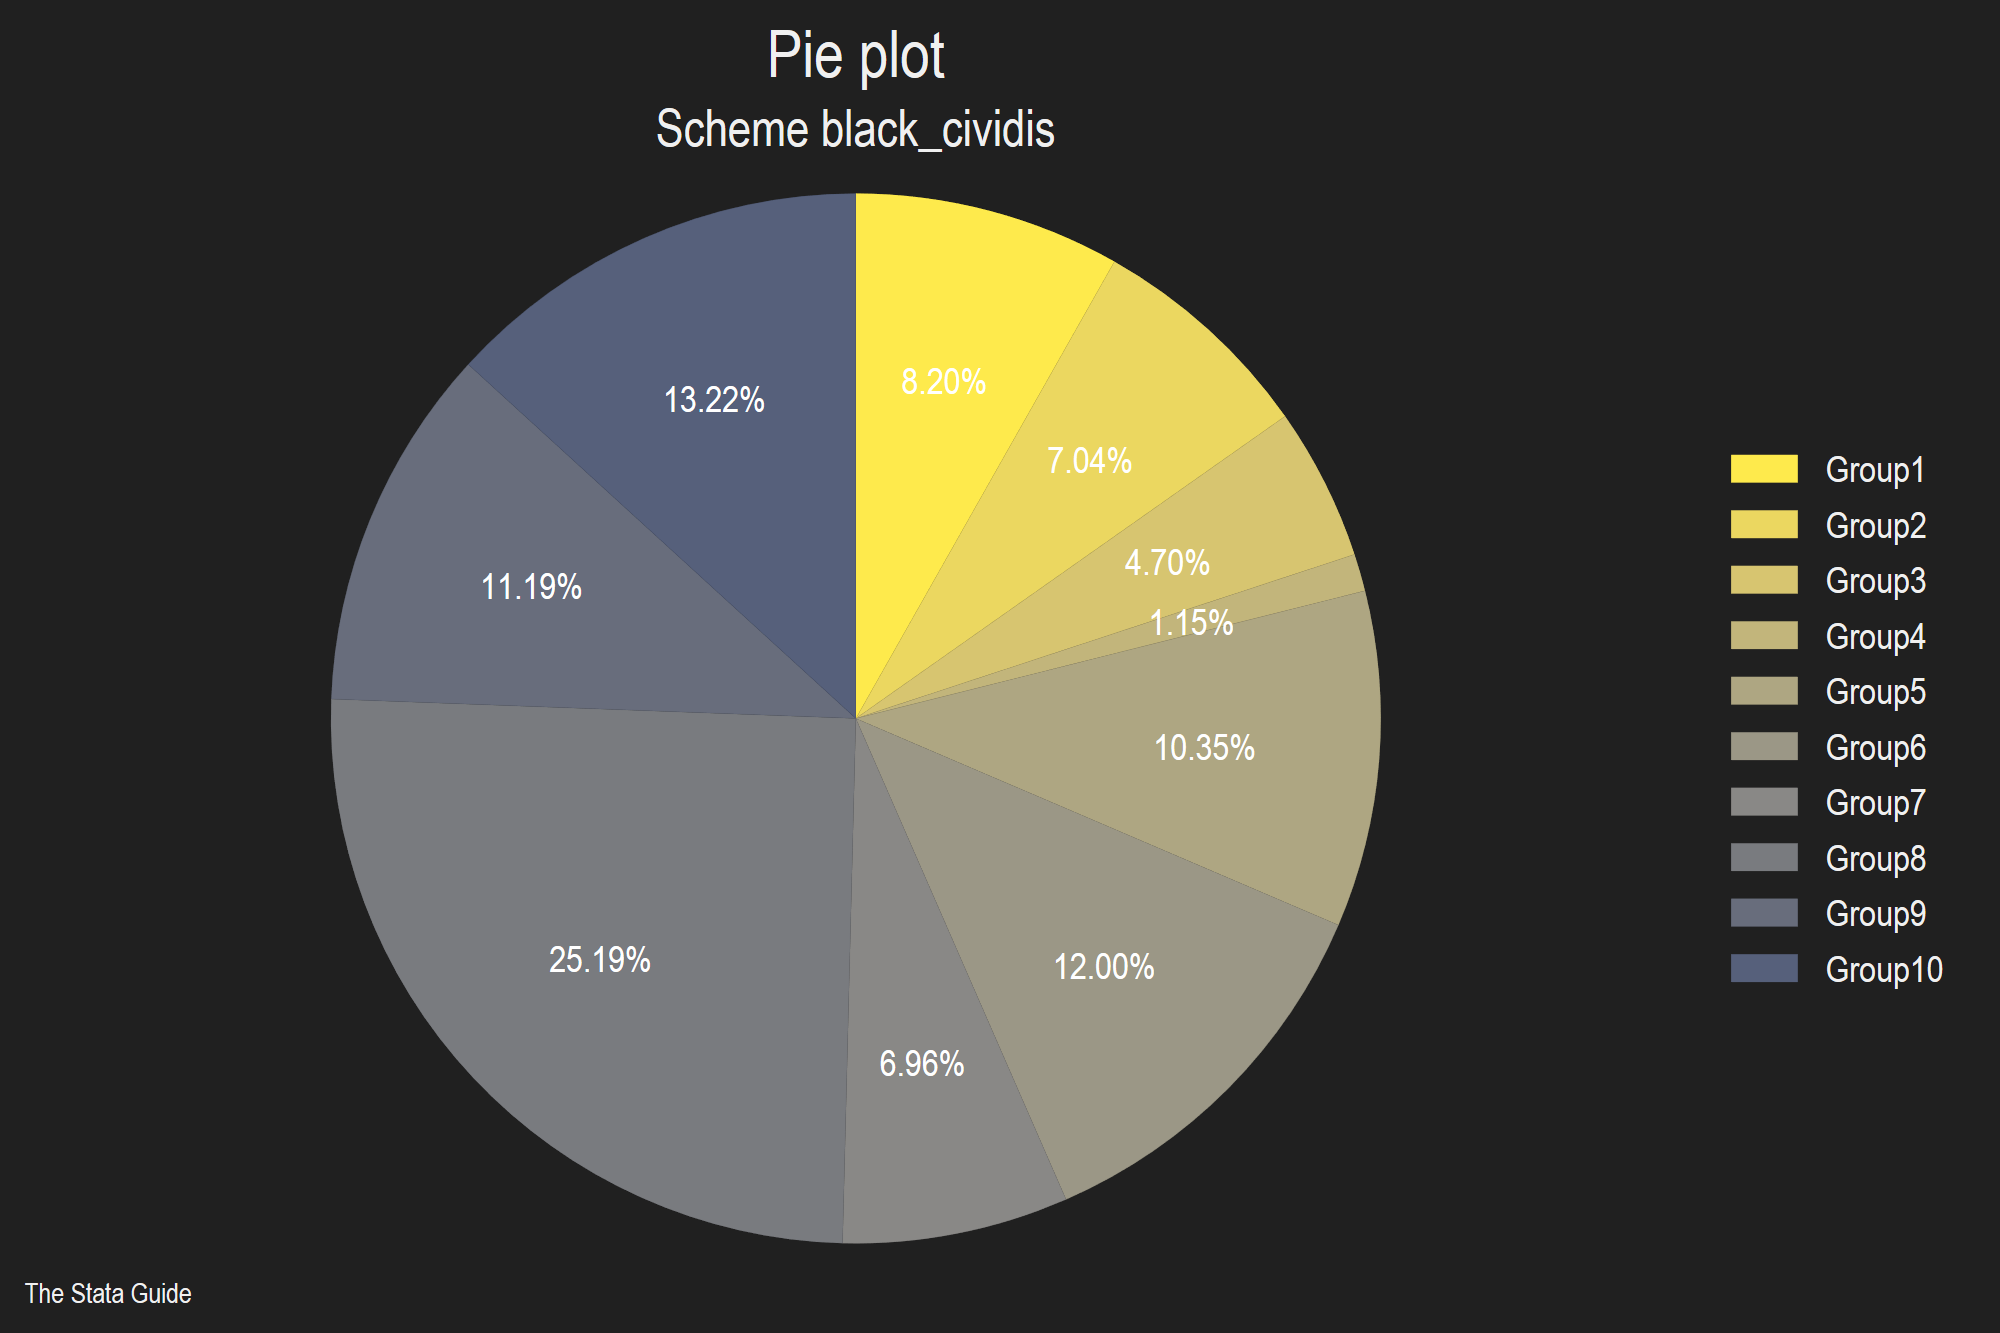 Pie plot
Scheme black_cividis
8.20%
7.04%
4.70%
1.15%
10.35%
12.00%
6.96%
25.19%
11.19%
13.22%
Group1
Group2
Group3
Group4
Group5
Group6
Group7
Group8
Group9
Group10
The Stata Guide